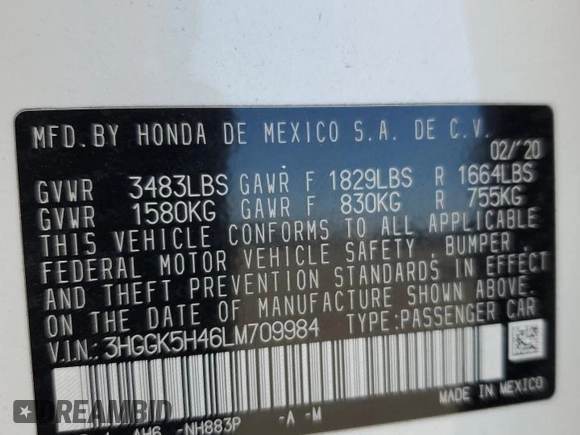 MFD. BY HONDA DE MEXICO S.A. DE C.V.
02/'20
GVWR 3483LBS GAWR F 1829LBS R 1664LBS
GVWR 1580KG GAWR F 830KG R 755KG
THIS VEHICLE CONFORMS TO ALL APPLICABLE
FEDERAL MOTOR VEHICLE SAFETY, BUMPER,
AND THEFT PREVENTION STANDARDS IN EFFECT
ON THE DATE OF MANUFACTURE SHOWN ABOVE.
V.I.N: 3HGGK5H46LM709984 TYPE:PASSENGER CAR
MADE IN MEXICO
AH6 -NH883P -A -M
DREAMBID